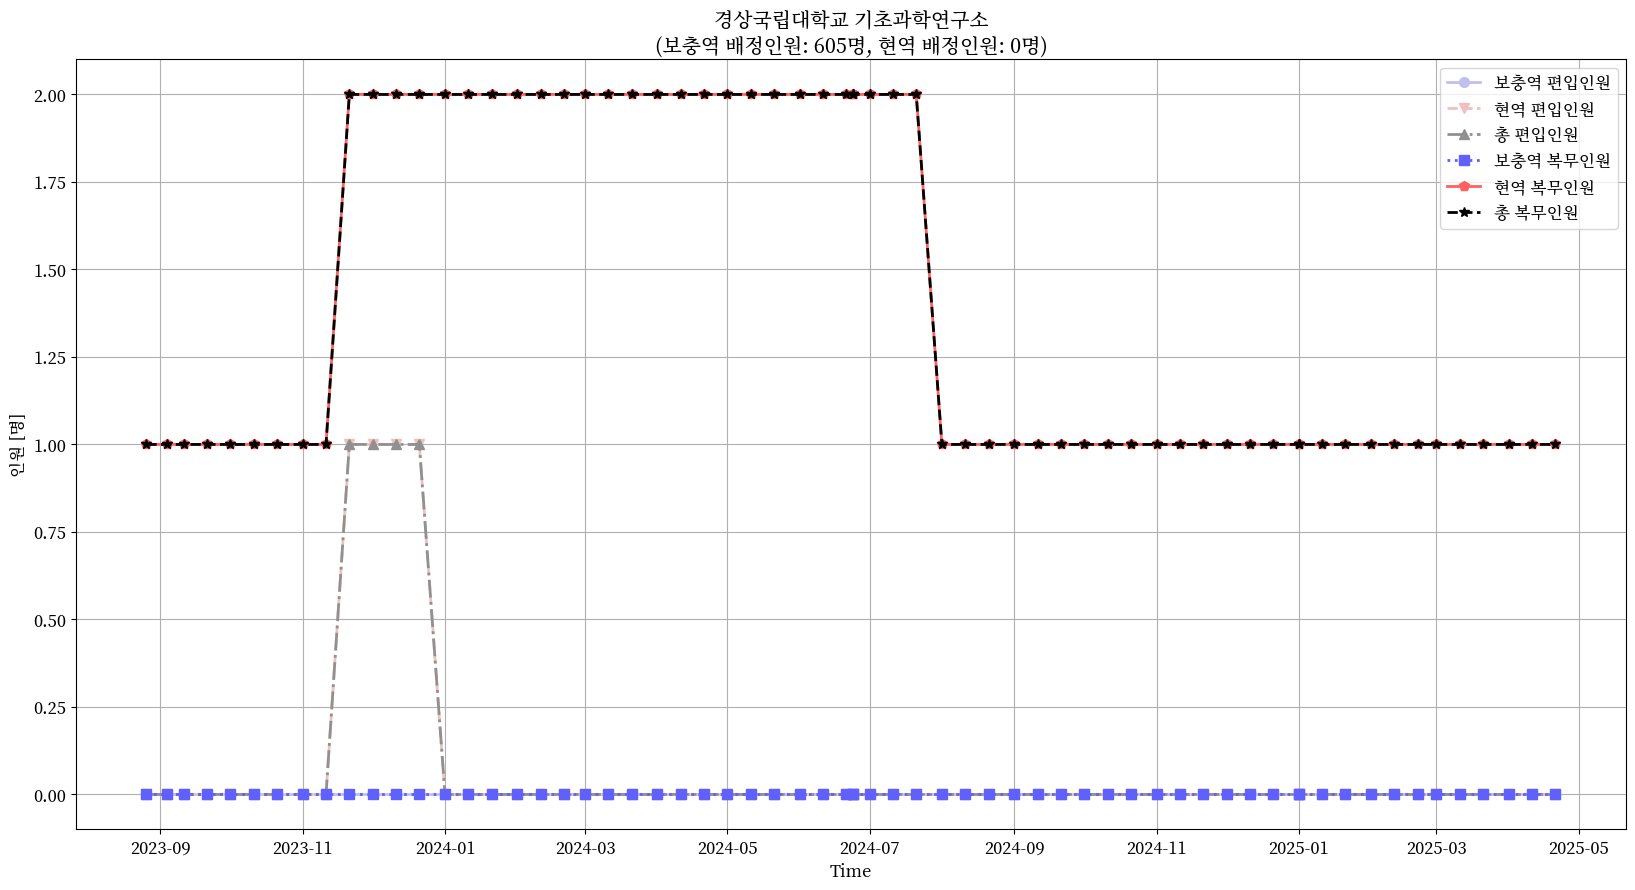 경상국립대학교 기초과학연구소
(보충역 배정인원: 605명, 현역 배정인원: 0명)
보충역 편입인원
현역 편입인원
총 편입인원
보충역 복무인원
현역 복무인원
총 복무인원
인원 [명]
2.00
1.75
1.50
1.25
1.00
0.75
0.50
0.25
0.00
2023-09 2023-11 2024-01 2024-03 2024-05 2024-07 2024-09 2024-11 2025-01 2025-03 2025-05
Time